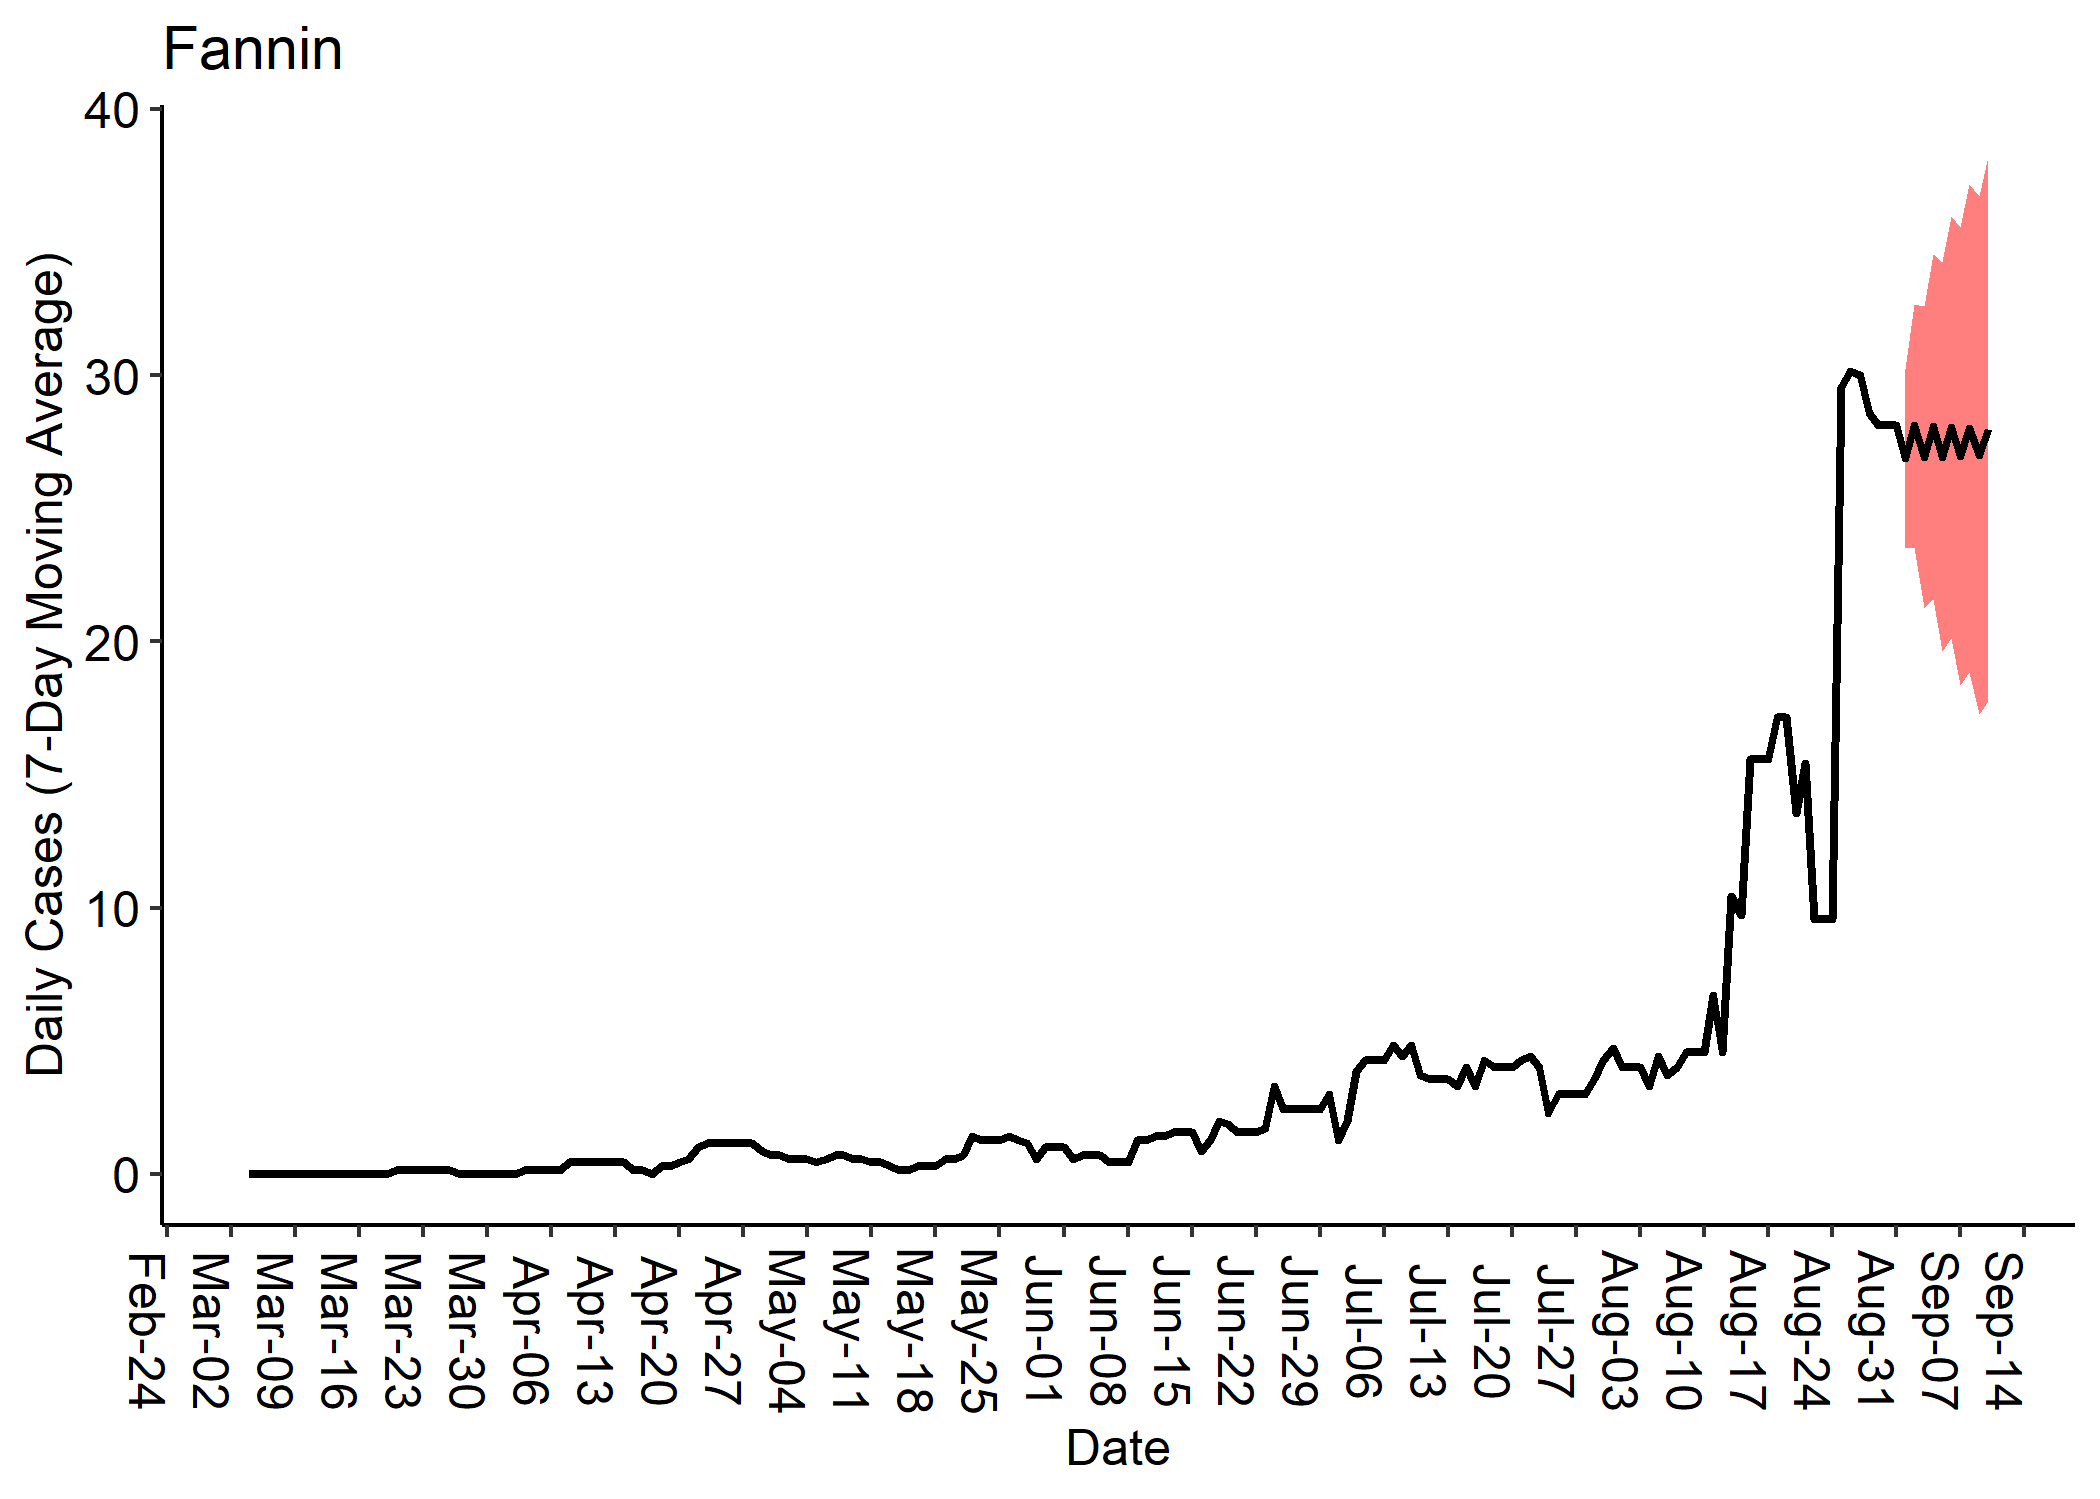 Fannin
40
30
20
10
0
Daily Cases (7-Day Moving Average)
Feb-24
Mar-02
Mar-09
Mar-16
Mar-23
Mar-30
Apr-06
Apr-13
Apr-20
Apr-27
May-04
May-11
May-18
May-25
Jun-01
Jun-08
Jun-15
Jun-22
Jun-29
Jul-06
Jul-13
Jul-20
Jul-27
Aug-03
Aug-10
Aug-17
Aug-24
Aug-31
Sep-07
Sep-14
Date